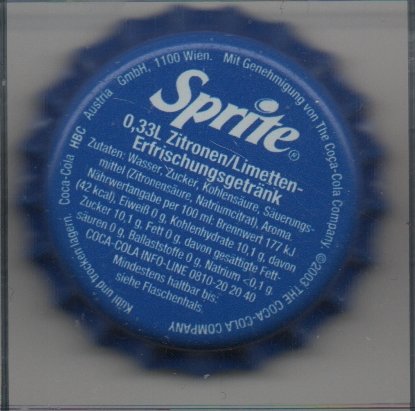 Kühl und trocken lagern. Coca-Cola HBC Austria GmbH, 1100 Wien. Mit Genehmigung von The Coca-Cola Company ©2003 THE COCA-COLA COMPANY
Sprite®
0,33L Zitronen/Limetten-
Erfrischungsgetränk
Zutaten: Wasser, Zucker, Kohlensäure, Säuerungs-
mittel (Zitronensäure, Natriumcitrat), Aroma.
Nährwertangabe per 100 ml: Brennwert 177 kJ
(42 kcal), Eiweiß 0 g, Kohlenhydrate 10,1 g, davon
Zucker 10,1 g, Fett 0 g, davon gesättigte Fett-
säuren 0 g, Ballaststoffe 0 g, Natrium <0,1 g.
COCA-COLA INFO-LINE 0810-20 20 40
Mindestens haltbar bis:
siehe Flaschenhals.